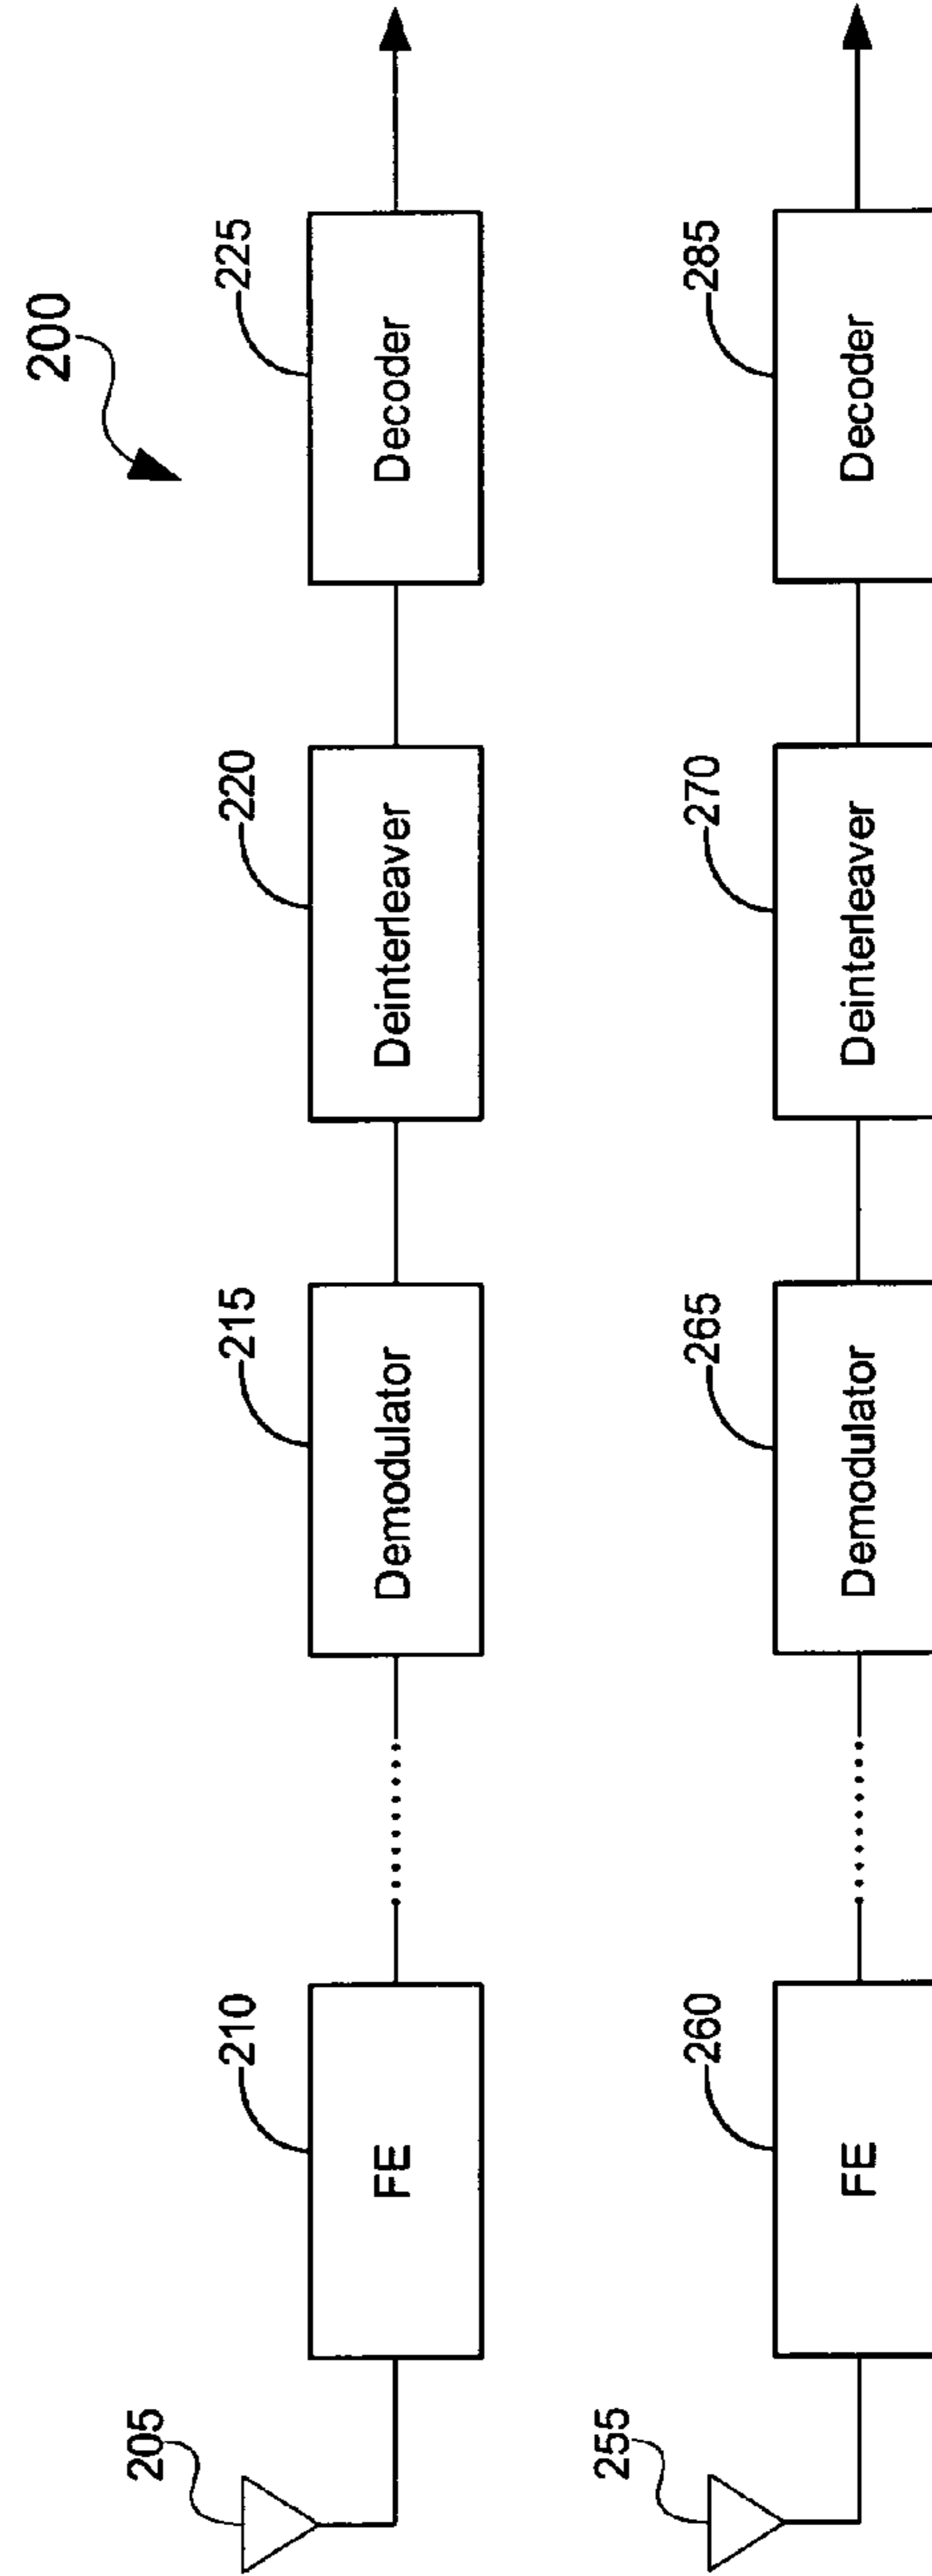 200
205
210
215
220
225
FE
Demodulator
Deinterleaver
Decoder
255
260
265
270
285
FE
Demodulator
Deinterleaver
Decoder